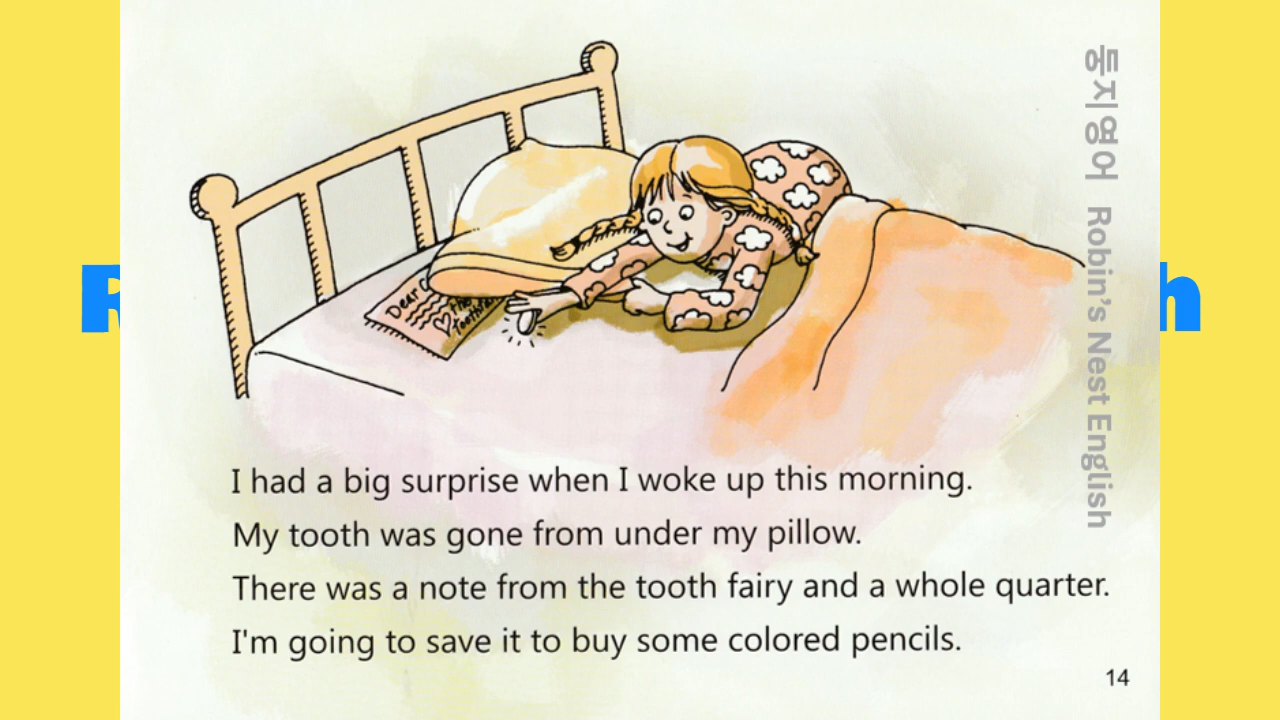 Dear
the
I had a big surprise when I woke up this morning.
My tooth was gone from under my pillow.
There was a note from the tooth fairy and a whole quarter.
I'm going to save it to buy some colored pencils.
14
둥지영어 Robin's Nest English
R
h